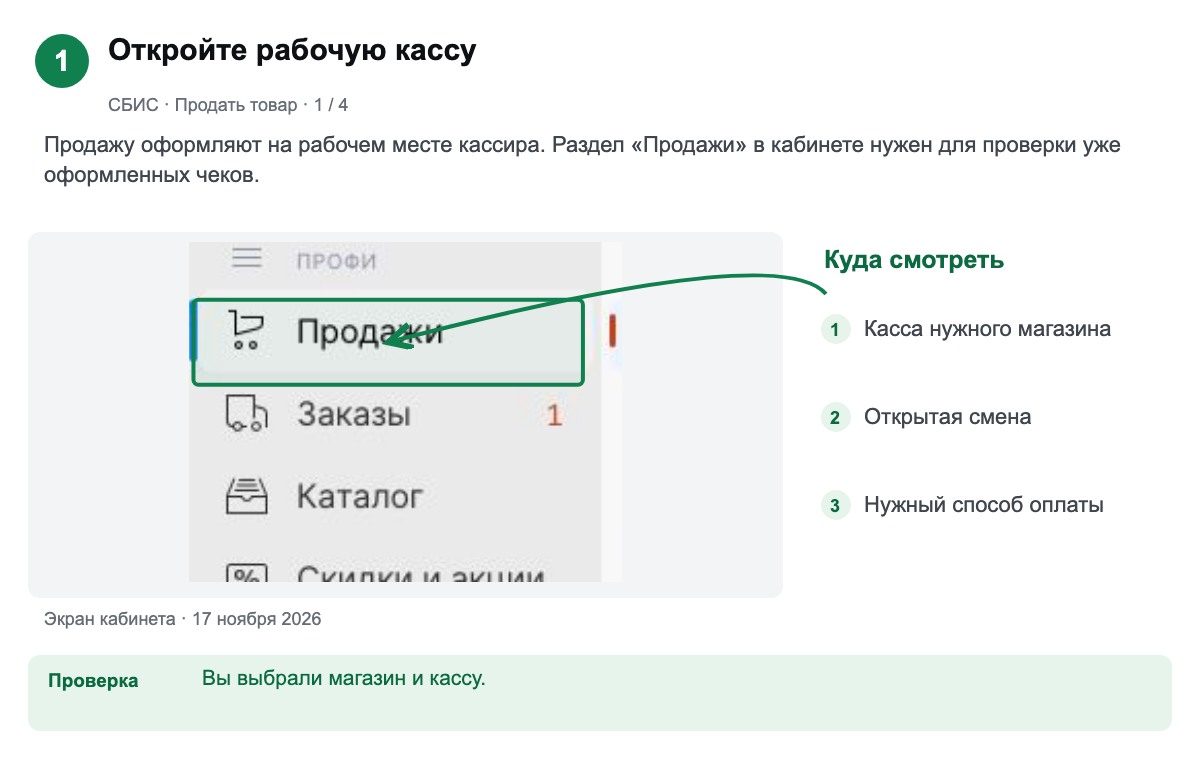 1
Откройте рабочую кассу
СБИС · Продать товар · 1 / 4
Продажу оформляют на рабочем месте кассира. Раздел «Продажи» в кабинете нужен для проверки уже
оформленных чеков.
ПРОФИ
Продажи
Заказы 1
Каталог
% Скидки и акции
Куда смотреть
1 Касса нужного магазина
2 Открытая смена
3 Нужный способ оплаты
Экран кабинета · 17 ноября 2026
Проверка Вы выбрали магазин и кассу.